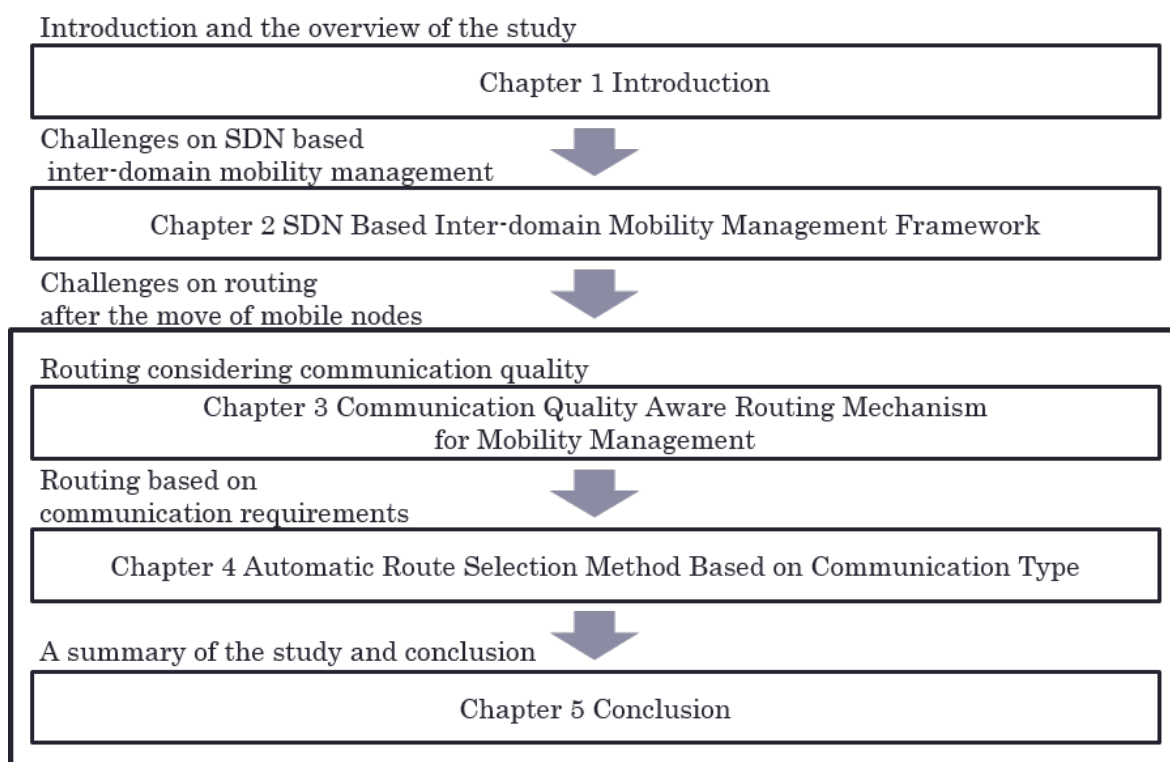 Introduction and the overview of the study
Chapter 1 Introduction
Challenges on SDN based
inter-domain mobility management
Chapter 2 SDN Based Inter-domain Mobility Management Framework
Challenges on routing
after the move of mobile nodes
Routing considering communication quality
Chapter 3 Communication Quality Aware Routing Mechanism
for Mobility Management
Routing based on
communication requirements
Chapter 4 Automatic Route Selection Method Based on Communication Type
A summary of the study and conclusion
Chapter 5 Conclusion